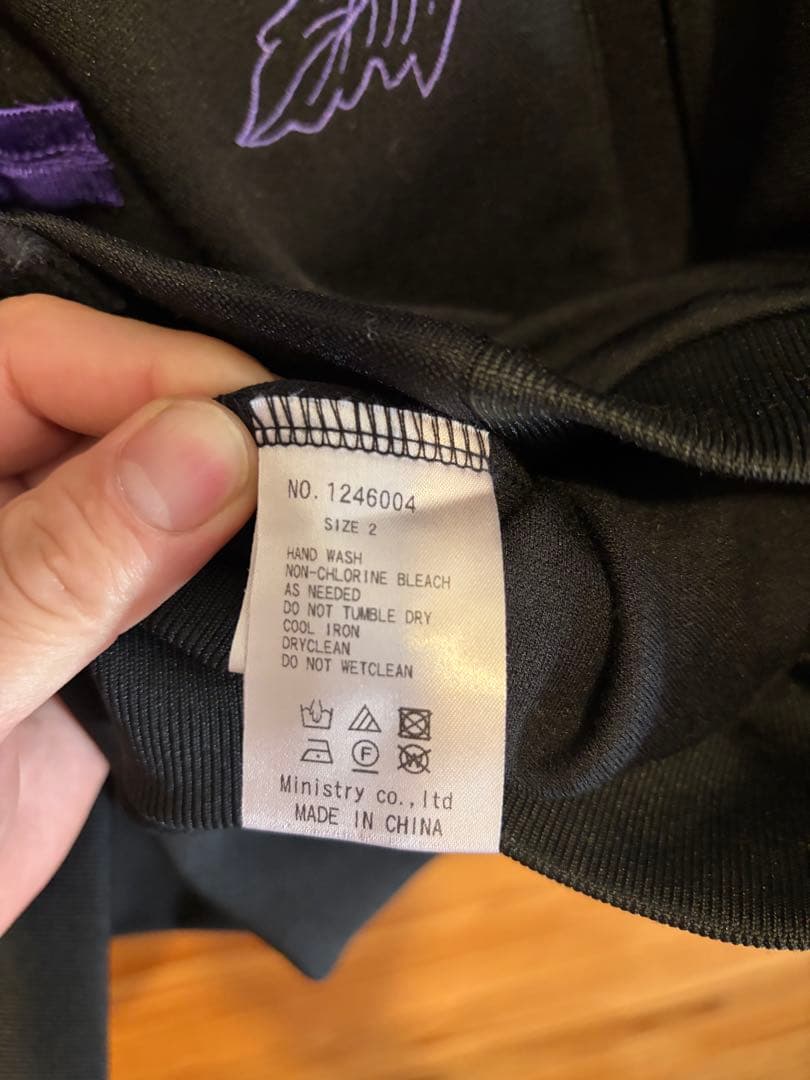 NO. 1246004
SIZE 2
HAND WASH
NON-CHLORINE BLEACH
AS NEEDED
DO NOT TUMBLE DRY
COOL IRON
DRYCLEAN
DO NOT WETCLEAN
F
W
Ministry co.,ltd
MADE IN CHINA